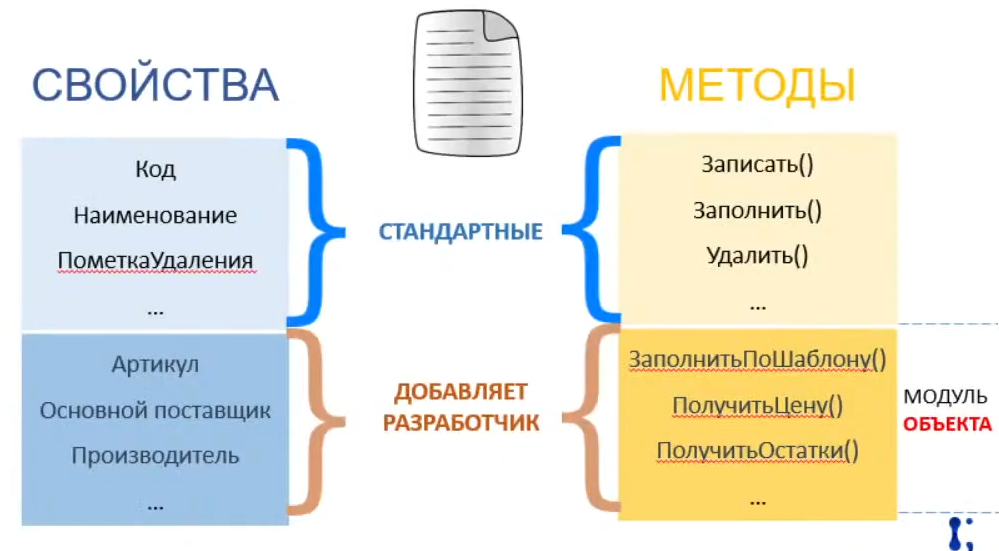 СВОЙСТВА
МЕТОДЫ
Код
Наименование
ПометкаУдаления
...
СТАНДАРТНЫЕ
Записать()
Заполнить()
Удалить()
...
Артикул
Основной поставщик
Производитель
...
ДОБАВЛЯЕТ
РАЗРАБОТЧИК
ЗаполнитьПоШаблону()
ПолучитьЦену()
ПолучитьОстатки()
...
МОДУЛЬ
ОБЪЕКТА